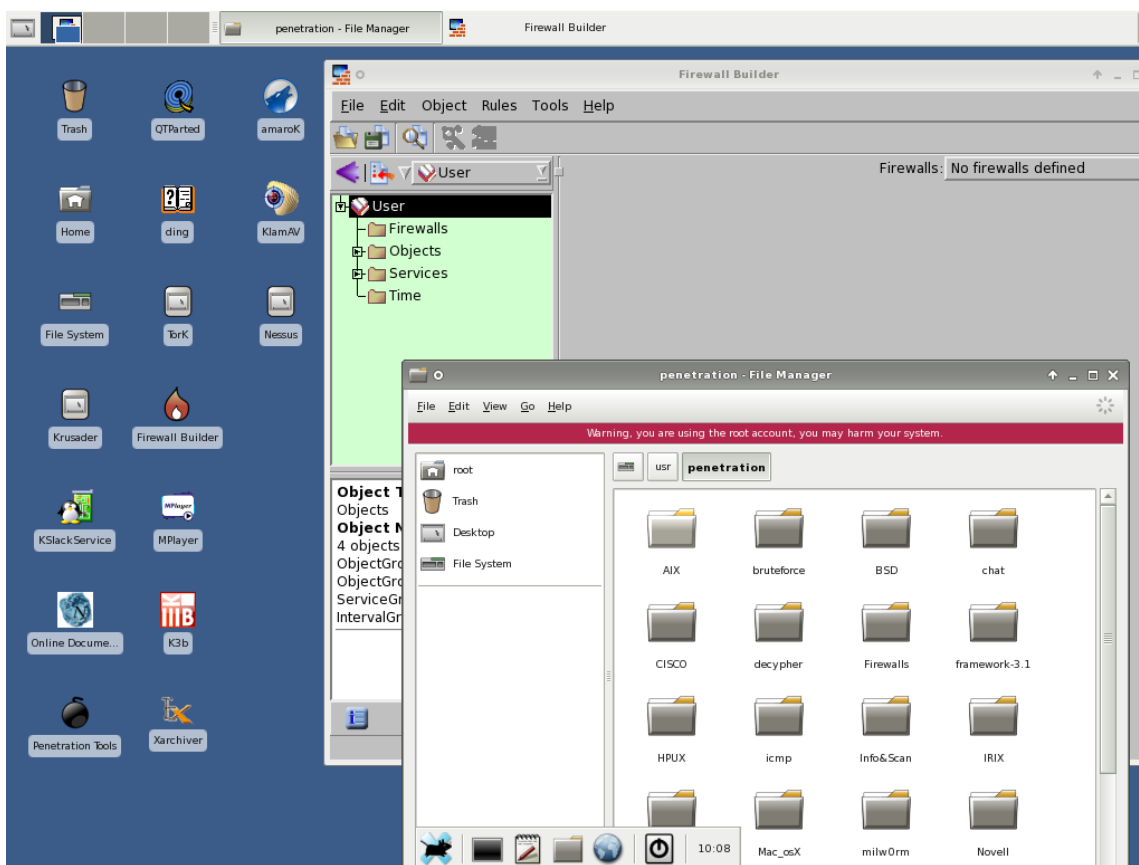 penetration - File Manager
Firewall Builder
Trash
QTParted
amaroK
Home
ding
KlamAV
File System
TorK
Nessus
Krusader
Firewall Builder
KSlackService
MPlayer
Online Docume...
K3b
Penetration Tools
Xarchiver
Firewall Builder
File Edit Object Rules Tools Help
User
Firewalls: No firewalls defined
User
Firewalls
Objects
Services
Time
Object T
Objects
Object N
4 objects
ObjectGro
ObjectGro
ServiceGr
IntervalGr
penetration - File Manager
File Edit View Go Help
Warning, you are using the root account, you may harm your system.
root
Trash
Desktop
File System
usr penetration
AIX
bruteforce
BSD
chat
CISCO
decypher
Firewalls
framework-3.1
HPUX
icmp
Info&Scan
IRIX
Mac_osX
milw0rm
Novell
10:08